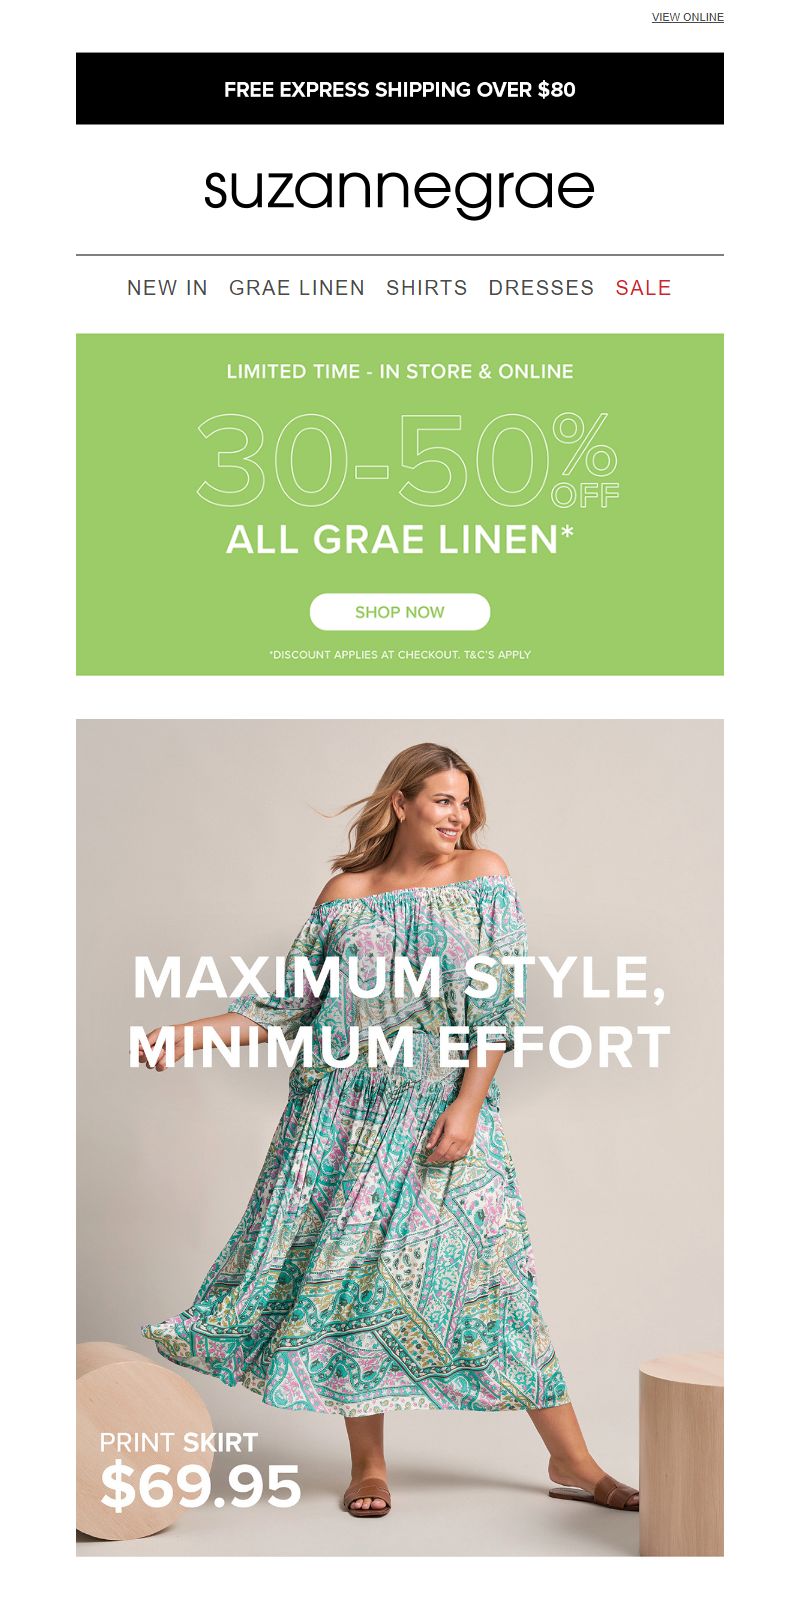 VIEW ONLINE
FREE EXPRESS SHIPPING OVER $80
suzannegrae
NEW IN GRAE LINEN SHIRTS DRESSES SALE
LIMITED TIME - IN STORE & ONLINE
30-50% OFF
ALL GRAE LINEN*
SHOP NOW
*DISCOUNT APPLIES AT CHECKOUT. T&C'S APPLY
MAXIMUM STYLE,
MINIMUM EFFORT
PRINT SKIRT
$69.95